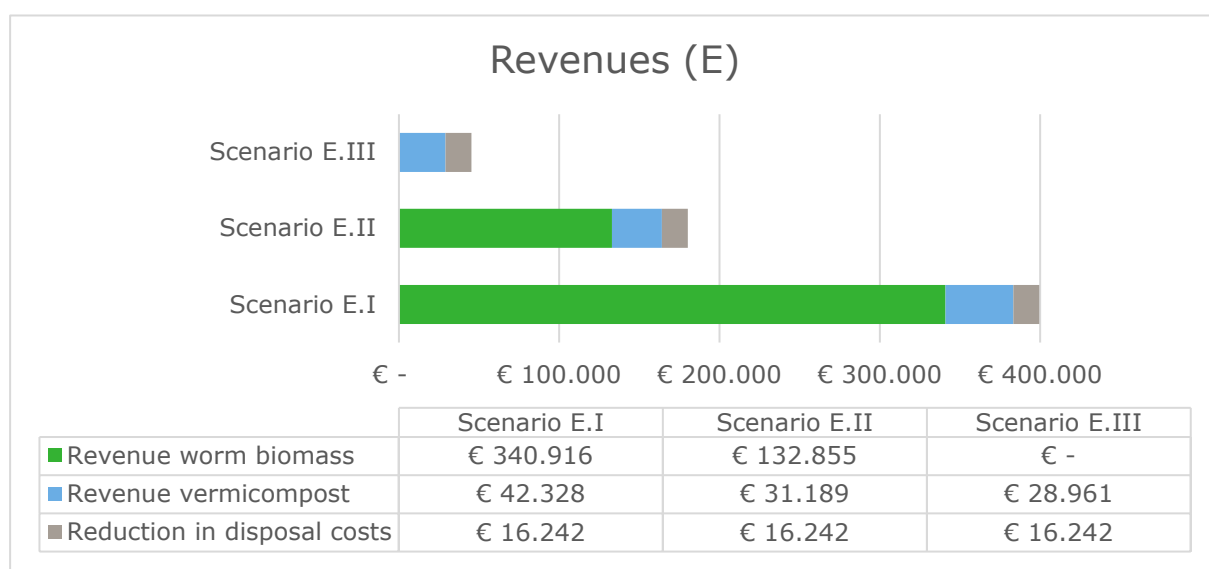 Revenues (E)
Scenario E.III
Scenario E.II
Scenario E.I
€ - € 100.000 € 200.000 € 300.000 € 400.000
Scenario E.I Scenario E.II Scenario E.III
Revenue worm biomass € 340.916 € 132.855 € -
Revenue vermicompost € 42.328 € 31.189 € 28.961
Reduction in disposal costs € 16.242 € 16.242 € 16.242